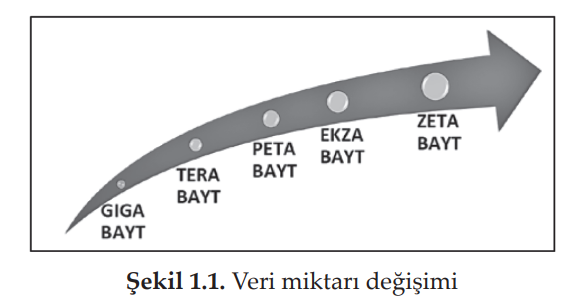 GIGA
BAYT
TERA
BAYT
PETA
BAYT
EKZA
BAYT
ZETA
BAYT
Şekil 1.1. Veri miktarı değişimi